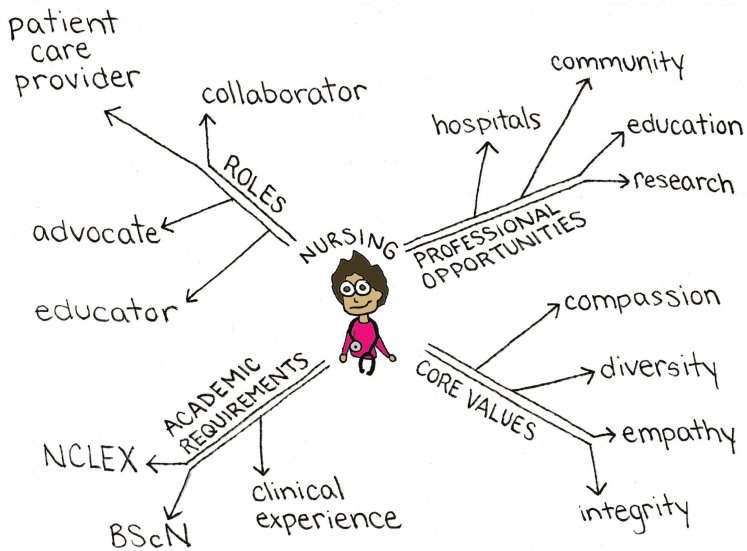 patient
care
provider
collaborator
ROLES
advocate
educator
NURSING
hospitals
community
education
research
PROFESSIONAL
OPPORTUNITIES
ACADEMIC
REQUIREMENTS
NCLEX
BScN
clinical
experience
CORE VALUES
compassion
diversity
empathy
integrity